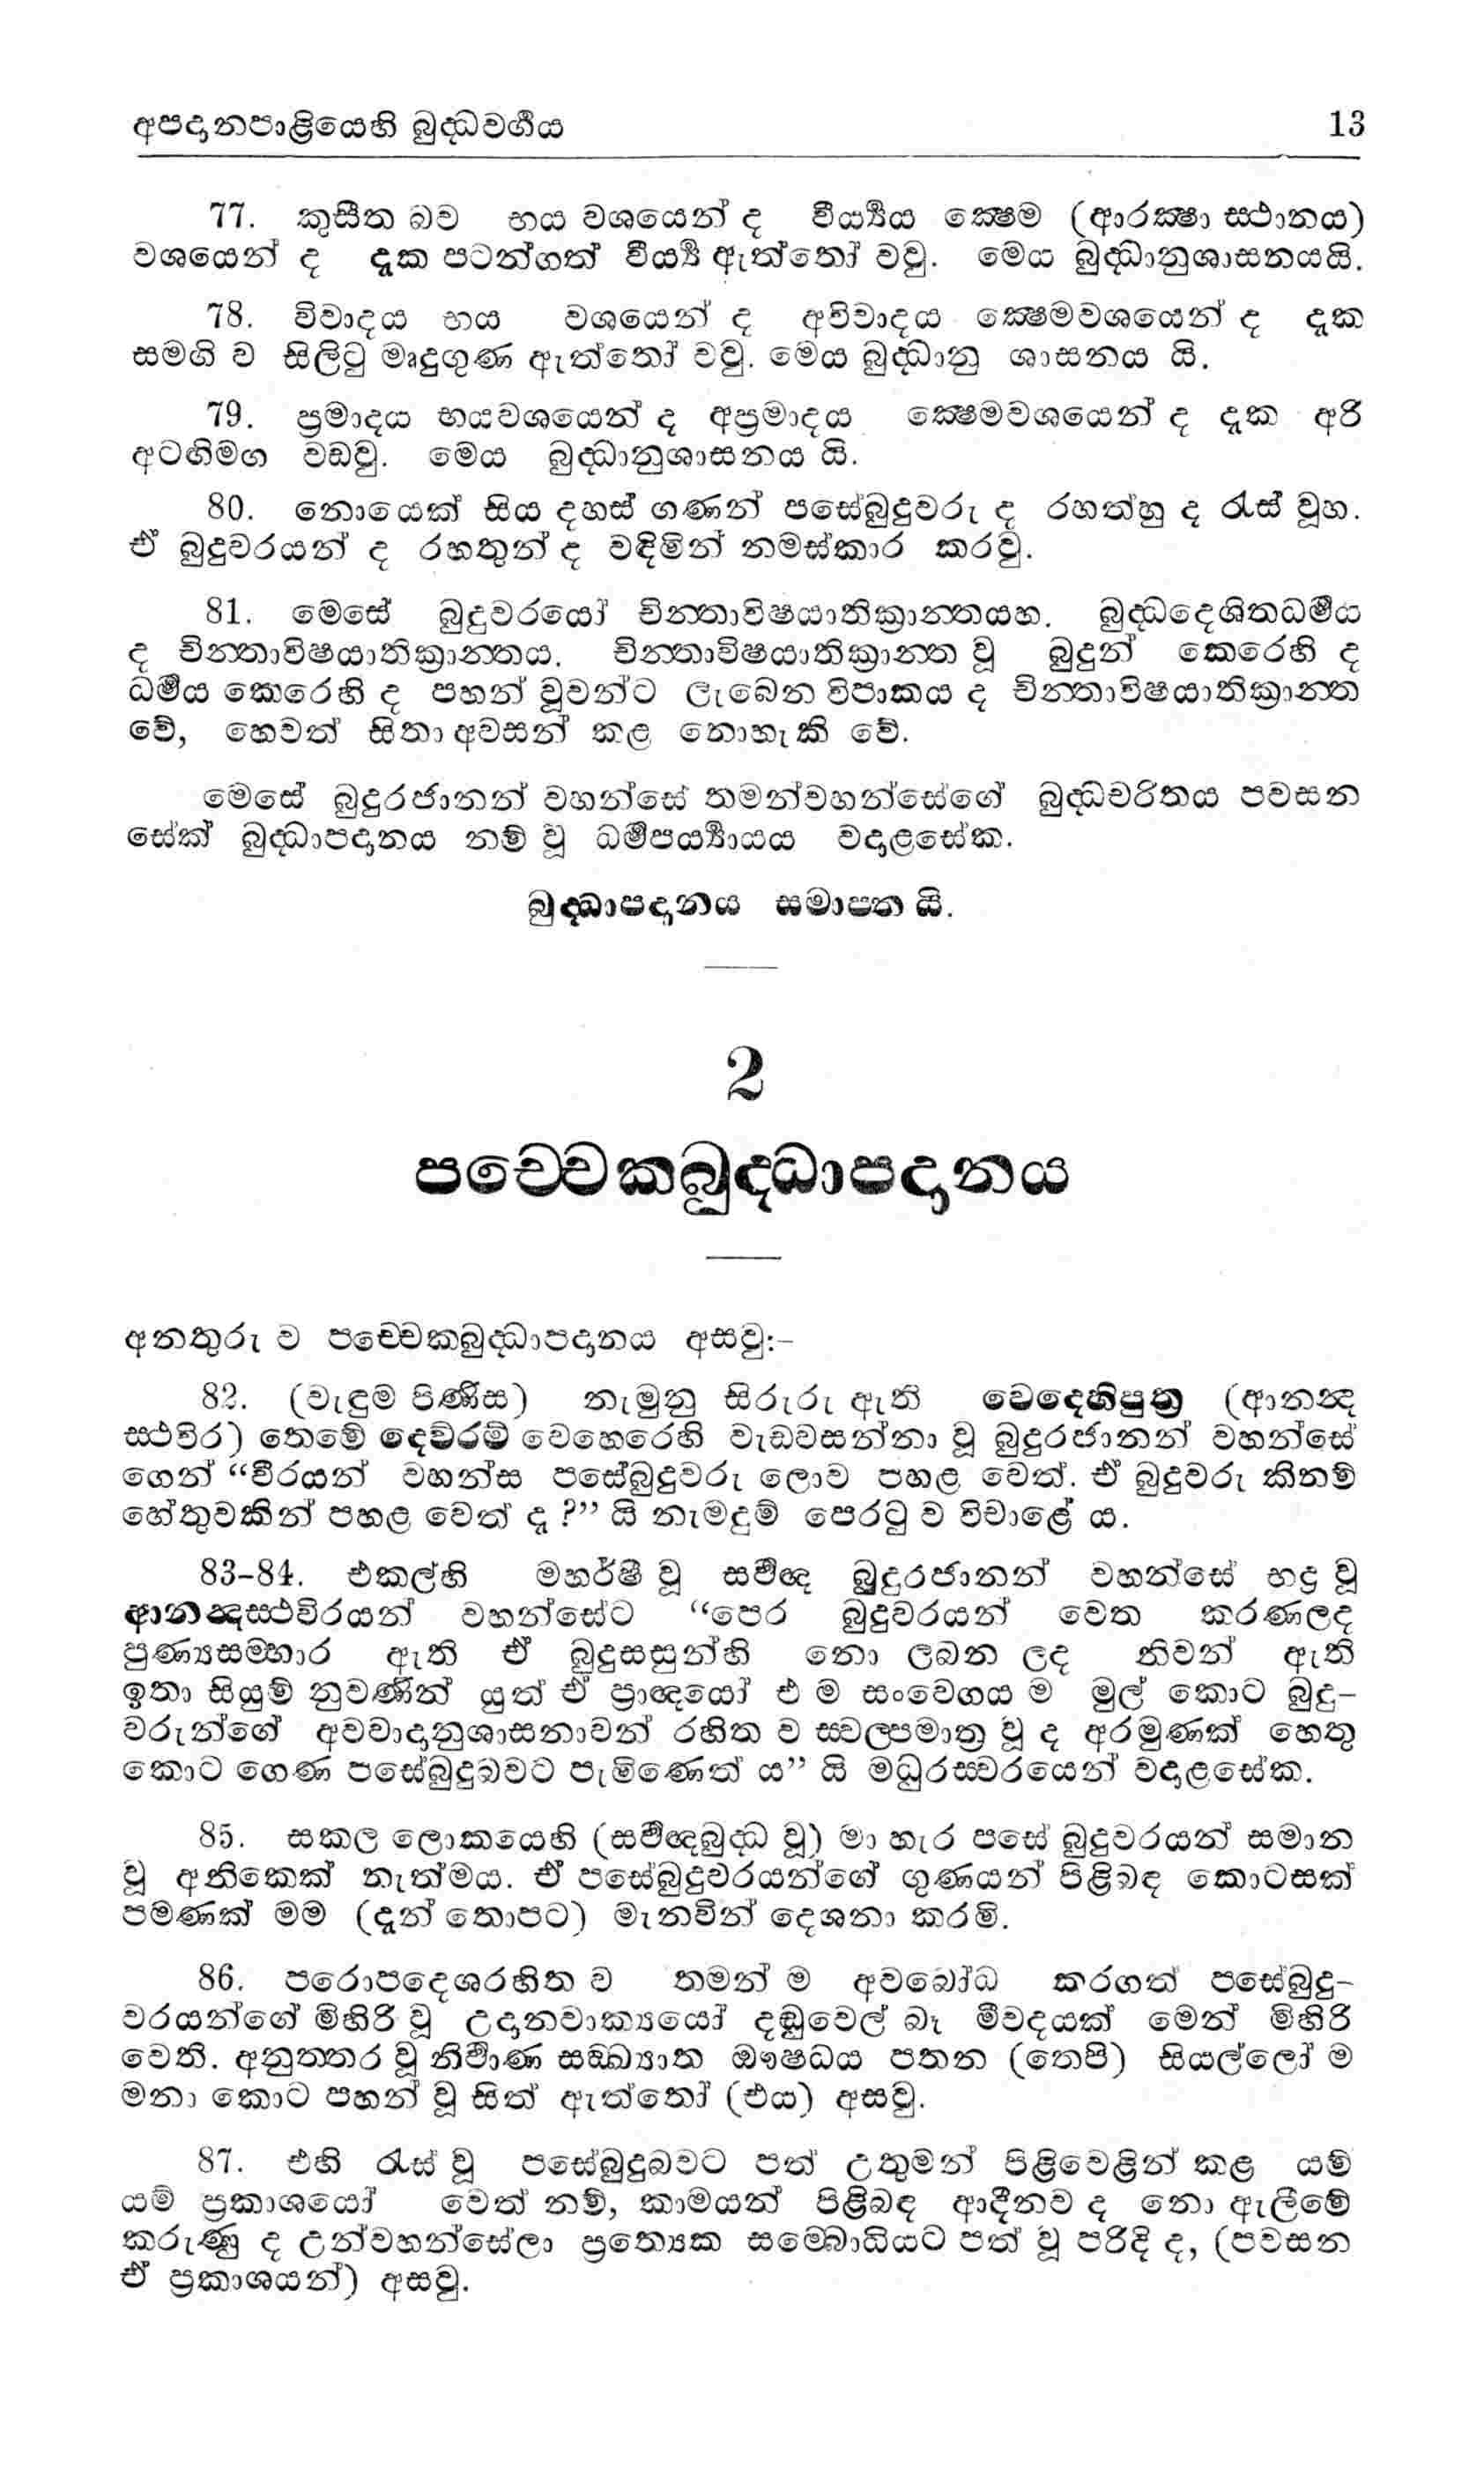 අපදානපාළියෙහි බුද්ධවර්‍ගය 13
77. කුසීත බව භය වශයෙන් ද වීර්‍ය්‍යය ක්‍ෂෙම (ආරක්‍ෂා ස්ථානය)
වශයෙන් ද දැක පටන්ගත් වීර්‍ය්‍ය ඇත්තෝ වවු. මෙය බුද්ධානුශාසනයයි.
78. විවාදය භය වශයෙන් ද අවිවාදය ක්‍ෂෙමවශයෙන් ද දැක
සමගි ව සිලිටු මෘදුගුණ ඇත්තෝ වවු. මෙය බුද්ධානු ශාසනය යි.
79. ප්‍රමාදය භයවශයෙන් ද අප්‍රමාදය ක්‍ෂෙමවශයෙන් ද දැක අරි
අටඟිමග වඩවු. මෙය බුද්ධානුශාසනය යි.
80. නොයෙක් සිය දහස් ගණන් පසේබුදුවරු ද රහත්හු ද රැස් වූහ.
ඒ බුදුවරයන් ද රහතුන් ද වඳිමින් නමස්කාර කරවු.
81. මෙසේ බුදුවරයෝ චින්තාවිෂයාතික්‍රාන්තයහ. බුද්ධදෙශිතධර්‍මය
ද චින්තාවිෂයාතික්‍රාන්තය. චින්තාවිෂයාතික්‍රාන්ත වූ බුදුන් කෙරෙහි ද
ධර්‍මය කෙරෙහි ද පහන් වූවන්ට ලැබෙන විපාකය ද චින්තාවිෂයාතික්‍රාන්ත
වේ, හෙවත් සිතා අවසන් කළ නොහැකි වේ.
මෙසේ බුදුරජානන් වහන්සේ තමන්වහන්සේගේ බුද්ධචරිතය පවසන
සේක් බුද්ධාපදානය නම් වූ ධර්‍මපර්‍ය්‍යායය වදාළසේක.
බුද්ධාපදානය සමාප්ත යි.
2
පච්චෙකබුද්ධාපදානය
අනතුරු ව පච්චෙකබුද්ධාපදානය අසවු:-
82. (වැඳුම පිණිස) නැමුනු සිරුරු ඇති වෙදෙහිපුත්‍ර (ආනන්ද
ස්ථවිර) තෙමේ දෙව්රම් වෙහෙරෙහි වැඩවසන්නා වූ බුදුරජානන් වහන්සේ
ගෙන් “වීරයන් වහන්ස පසේබුදුවරු ලොව පහළ වෙත්. ඒ බුදුවරු කිනම්
හේතුවකින් පහළ වෙත් ද ?” යි නැමදුම් පෙරටු ව විචාළේ ය.
83-84. එකල්හි මහර්ෂී වූ සර්‍වඥ බුදුරජානන් වහන්සේ භද්‍ර වූ
ආනන්දස්ථවිරයන් වහන්සේට “පෙර බුදුවරයන් වෙත කරණලද
පුණ්‍යසම්භාර ඇති ඒ බුදුසසුන්හි නො ලබන ලද නිවන් ඇති
ඉතා සියුම් නුවණින් යුත් ඒ ප්‍රාඥයෝ එ ම සංවෙගය ම මුල් කොට බුදු-
වරුන්ගේ අවවාදානුශාසනාවන් රහිත ව ස්වල්පමාත්‍ර වූ ද අරමුණක් හෙතු
කොට ගෙණ පසේබුදුබවට පැමිණෙත් ය” යි මධුරස්වරයෙන් වදාළසේක.
85. සකල ලොකයෙහි (සර්‍වඥබුද්ධ වූ) මා හැර පසේ බුදුවරයන් සමාන
වූ අනිකෙක් නැත්මය. ඒ පසේබුදුවරයන්ගේ ගුණයන් පිළිබඳ කොටසක්
පමණක් මම (දැන් තොපට) මැනවින් දෙශනා කරමි.
86. පරොපදෙශරහිත ව තමන් ම අවබෝධ කරගත් පසේබුදු-
වරයන්ගේ මිහිරි වූ උදානවාක්‍යයෝ දඬුවෙල් බෑ මීවදයක් මෙන් මිහිරි
වෙති. අනුත්තර වූ නිර්‍වාණ සඞ්ඛ්‍යාත ඖෂධය පතන (තෙපි) සියල්ලෝ ම
මනා කොට පහන් වූ සිත් ඇත්තෝ (එය) අසවු.
87. එහි රැස් වූ පසේබුදුබවට පත් උතුමන් පිළිවෙළින් කළ යම්
යම් ප්‍රකාශයෝ වෙත් නම්, කාමයන් පිළිබඳ ආදීනව ද නො ඇලීමේ
කරුණු ද උන්වහන්සේලා ප්‍රත්‍යෙක සම්බොධියට පත් වූ පරිදි ද, (පවසන
ඒ ප්‍රකාශයන්) අසවු.